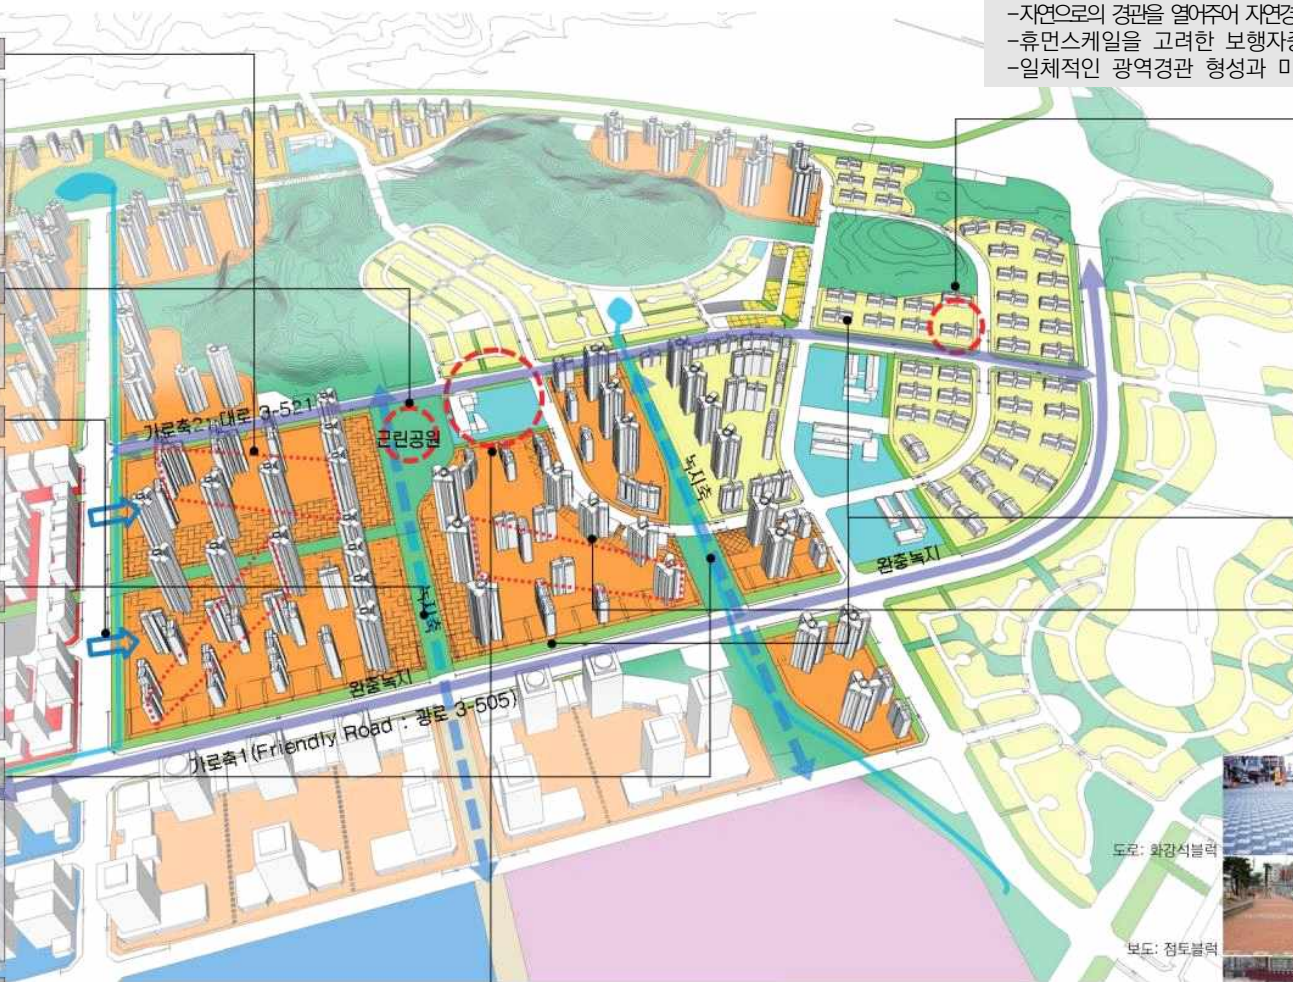 -자연으로의 경관을 열어주어 자연경
-휴먼스케일을 고려한 보행자중
-일체적인 광역경관 형성과 미
가로축2 : 대로 3-521
근린공원
녹지축
완충녹지
녹지축
완충녹지
가로축1(Friendly Road : 광로 3-505)
도로: 화강석블럭
보도: 점토블럭